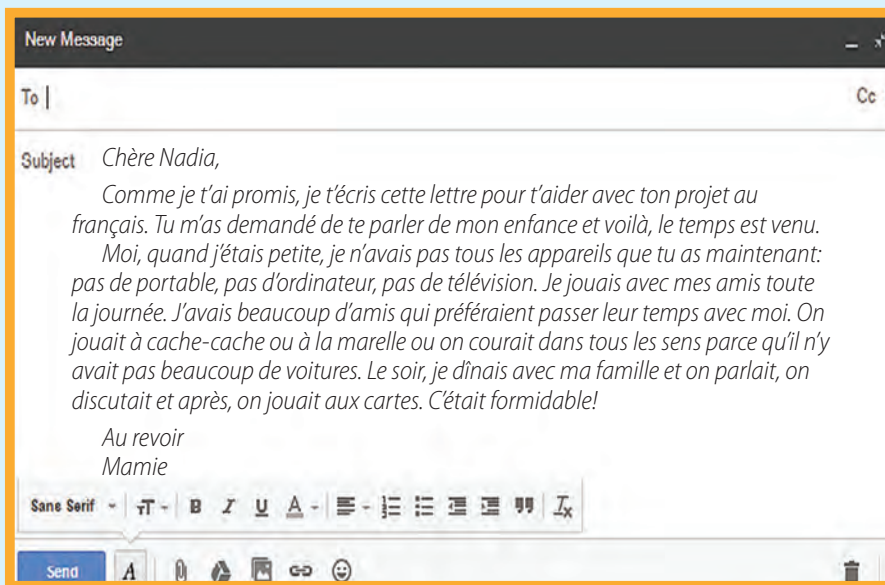 New Message
To
Cc
Subject Chère Nadia,
Comme je t'ai promis, je t'écris cette lettre pour t'aider avec ton projet au
français. Tu m'as demandé de te parler de mon enfance et voilà, le temps est venu.
Moi, quand j'étais petite, je n'avais pas tous les appareils que tu as maintenant:
pas de portable, pas d'ordinateur, pas de télévision. Je jouais avec mes amis toute
la journée. J'avais beaucoup d'amis qui préféraient passer leur temps avec moi. On
jouait à cache-cache ou à la marelle ou on courait dans tous les sens parce qu'il n'y
avait pas beaucoup de voitures. Le soir, je dînais avec ma famille et on parlait, on
discutait et après, on jouait aux cartes. C'était formidable!
Au revoir
Mamie
Sans Serif
B I U A
Send A